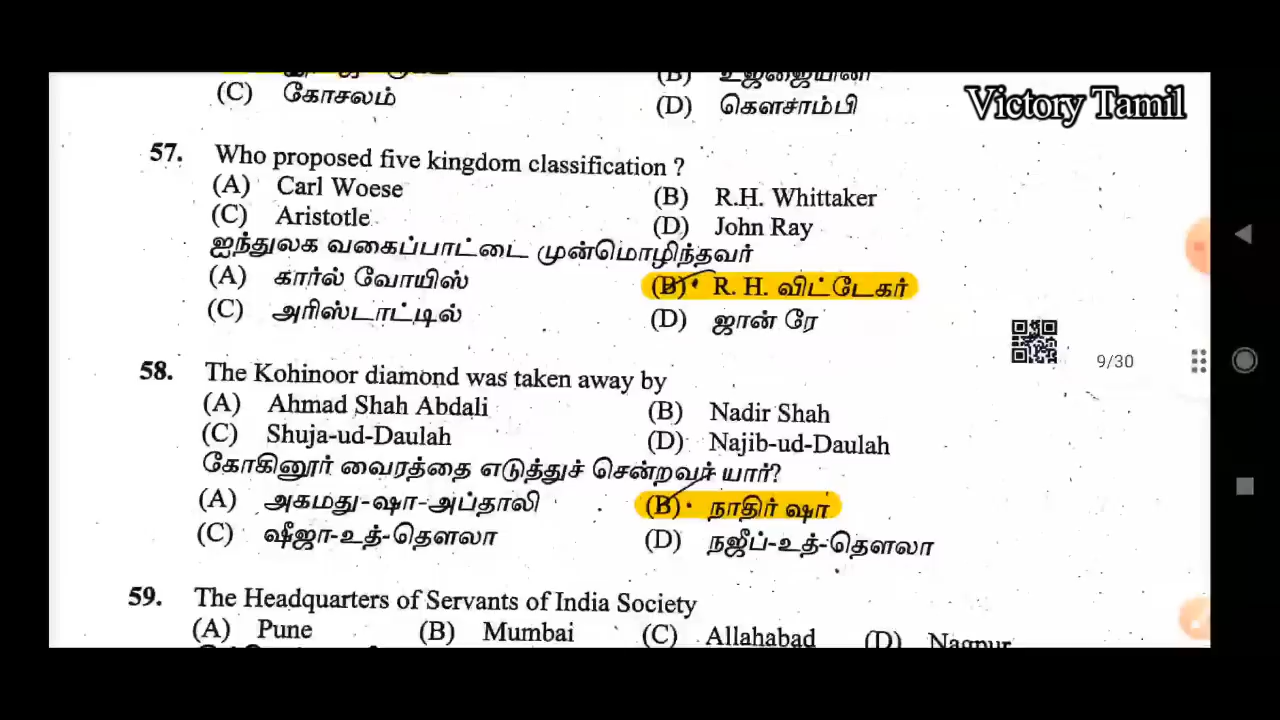 (B) உஜ்ஜையினி
(C) கோசலம்
(D) கௌசாம்பி
Victory Tamil
57. Who proposed five kingdom classification ?
(A) Carl Woese
(B) R.H. Whittaker
(C) Aristotle
(D) John Ray
ஐந்துலக வகைப்பாட்டை முன்மொழிந்தவர்
(A) கார்ல் வோயிஸ்
(B) R. H. விட்டேகர்
(C) அரிஸ்டாட்டில்
(D) ஜான் ரே
9/30
58. The Kohinoor diamond was taken away by
(A) Ahmad Shah Abdali
(B) Nadir Shah
(C) Shuja-ud-Daulah
(D) Najib-ud-Daulah
கோகினூர் வைரத்தை எடுத்துச் சென்றவர் யார்?
(A) அகமது-ஷா-அப்தாலி
(B) நாதிர் ஷா
(C) ஷீஜா-உத்-தௌலா
(D) நஜீப்-உத்-தௌலா
59. The Headquarters of Servants of India Society
(A) Pune (B) Mumbai (C) Allahabad (D) Nagpur